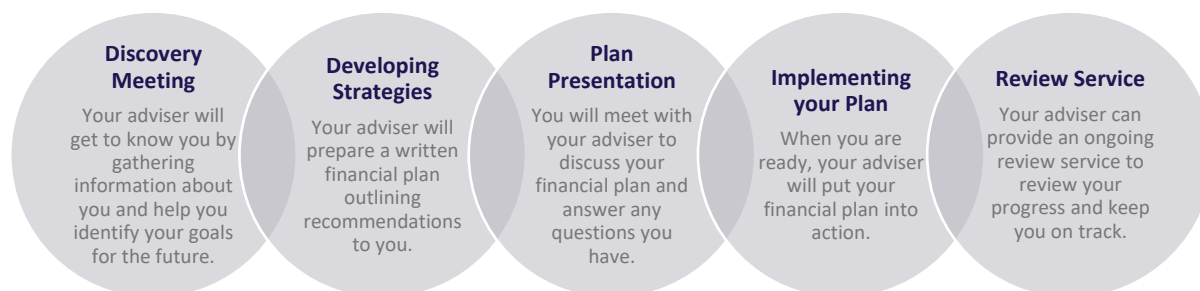 Discovery
Meeting
Your adviser will
get to know you by
gathering
information about
you and help you
identify your goals
for the future.
Developing
Strategies
Your adviser will
prepare a written
financial plan
outlining
recommendations
to you.
Plan
Presentation
You will meet with
your adviser to
discuss your
financial plan and
answer any
questions you
have.
Implementing
your Plan
When you are
ready, your adviser
will put your
financial plan into
action.
Review Service
Your adviser can
provide an ongoing
review service to
review your
progress and keep
you on track.